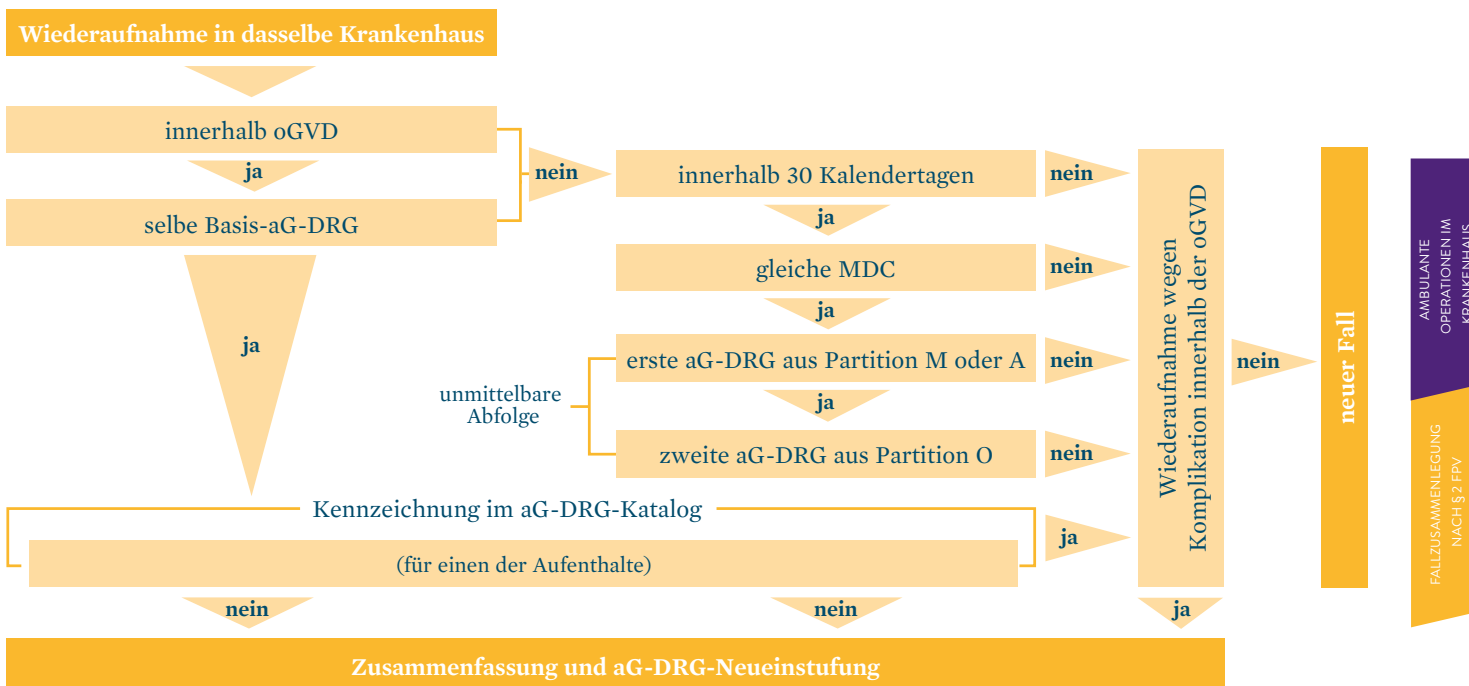 Wiederaufnahme in dasselbe Krankenhaus
innerhalb oGVD
ja
selbe Basis-aG-DRG
nein
ja
innerhalb 30 Kalendertagen
nein
ja
gleiche MDC
nein
ja
unmittelbare
Abfolge
erste aG-DRG aus Partition M oder A
nein
ja
zweite aG-DRG aus Partition O
nein
Kennzeichnung im aG-DRG-Katalog
(für einen der Aufenthalte)
ja
nein
nein
Wiederaufnahme wegen
Komplikation innerhalb der oGVD
nein
ja
neuer Fall
Zusammenfassung und aG-DRG-Neueinstufung
AMBULANTE
OPERATIONEN IM
KRANKENHAUS
FALLZUSAMMENLEGUNG
NACH § 2 FPV